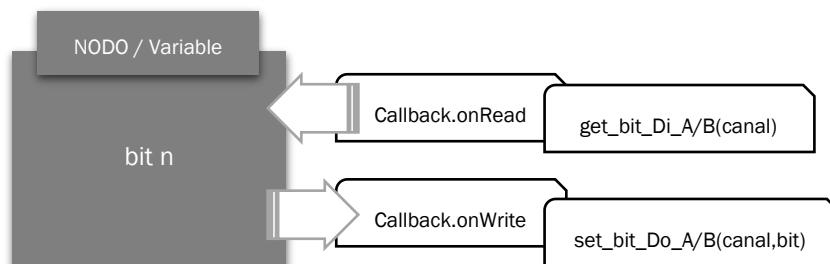 NODO / Variable
bit n
Callback.onRead
get_bit_Di_A/B(canal)
Callback.onWrite
set_bit_Do_A/B(canal,bit)